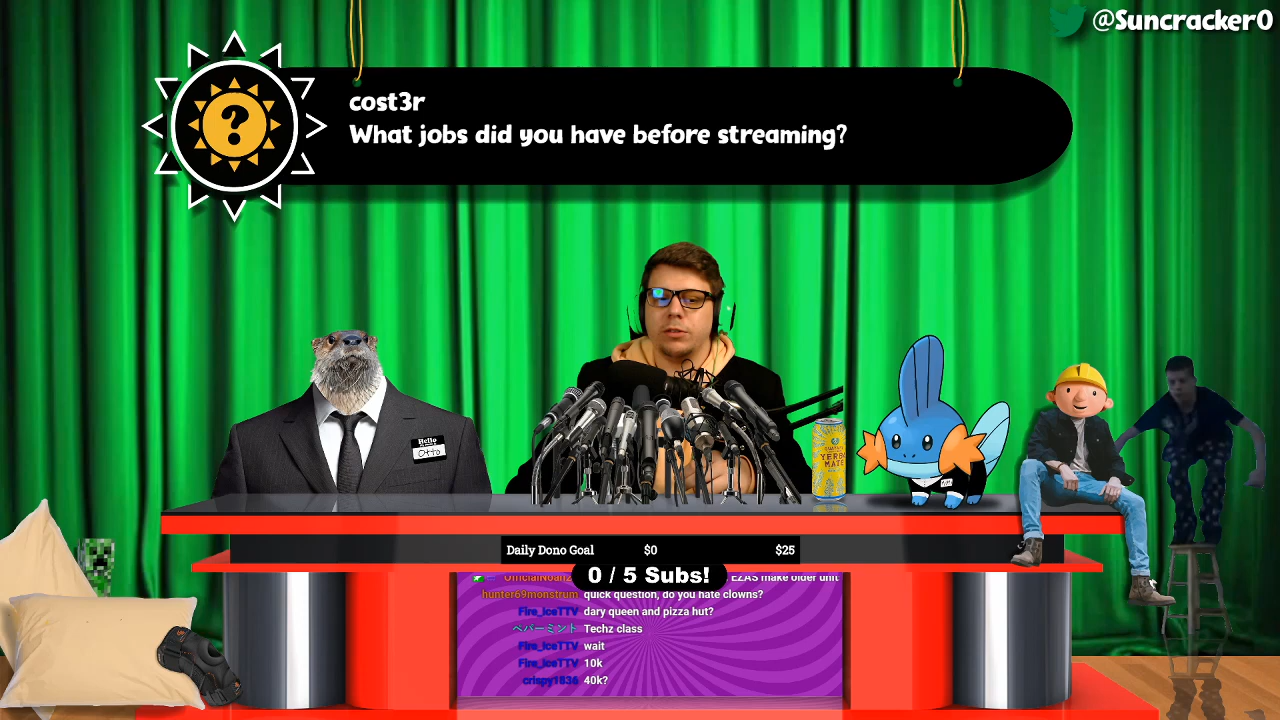 @Suncracker0
?
cost3r
What jobs did you have before streaming?
Hello
Otto
YERBA
MATE
Daily Dono Goal $0 $25
0 / 5 Subs!
EZAS make older unit
hunter69monstrum quick question, do you hate clowns?
Fire_IceTTV dary queen and pizza hut?
ペパーミント Techz class
Fire_IceTTV wait
Fire_IceTTV 10k
crispy1836 40k?